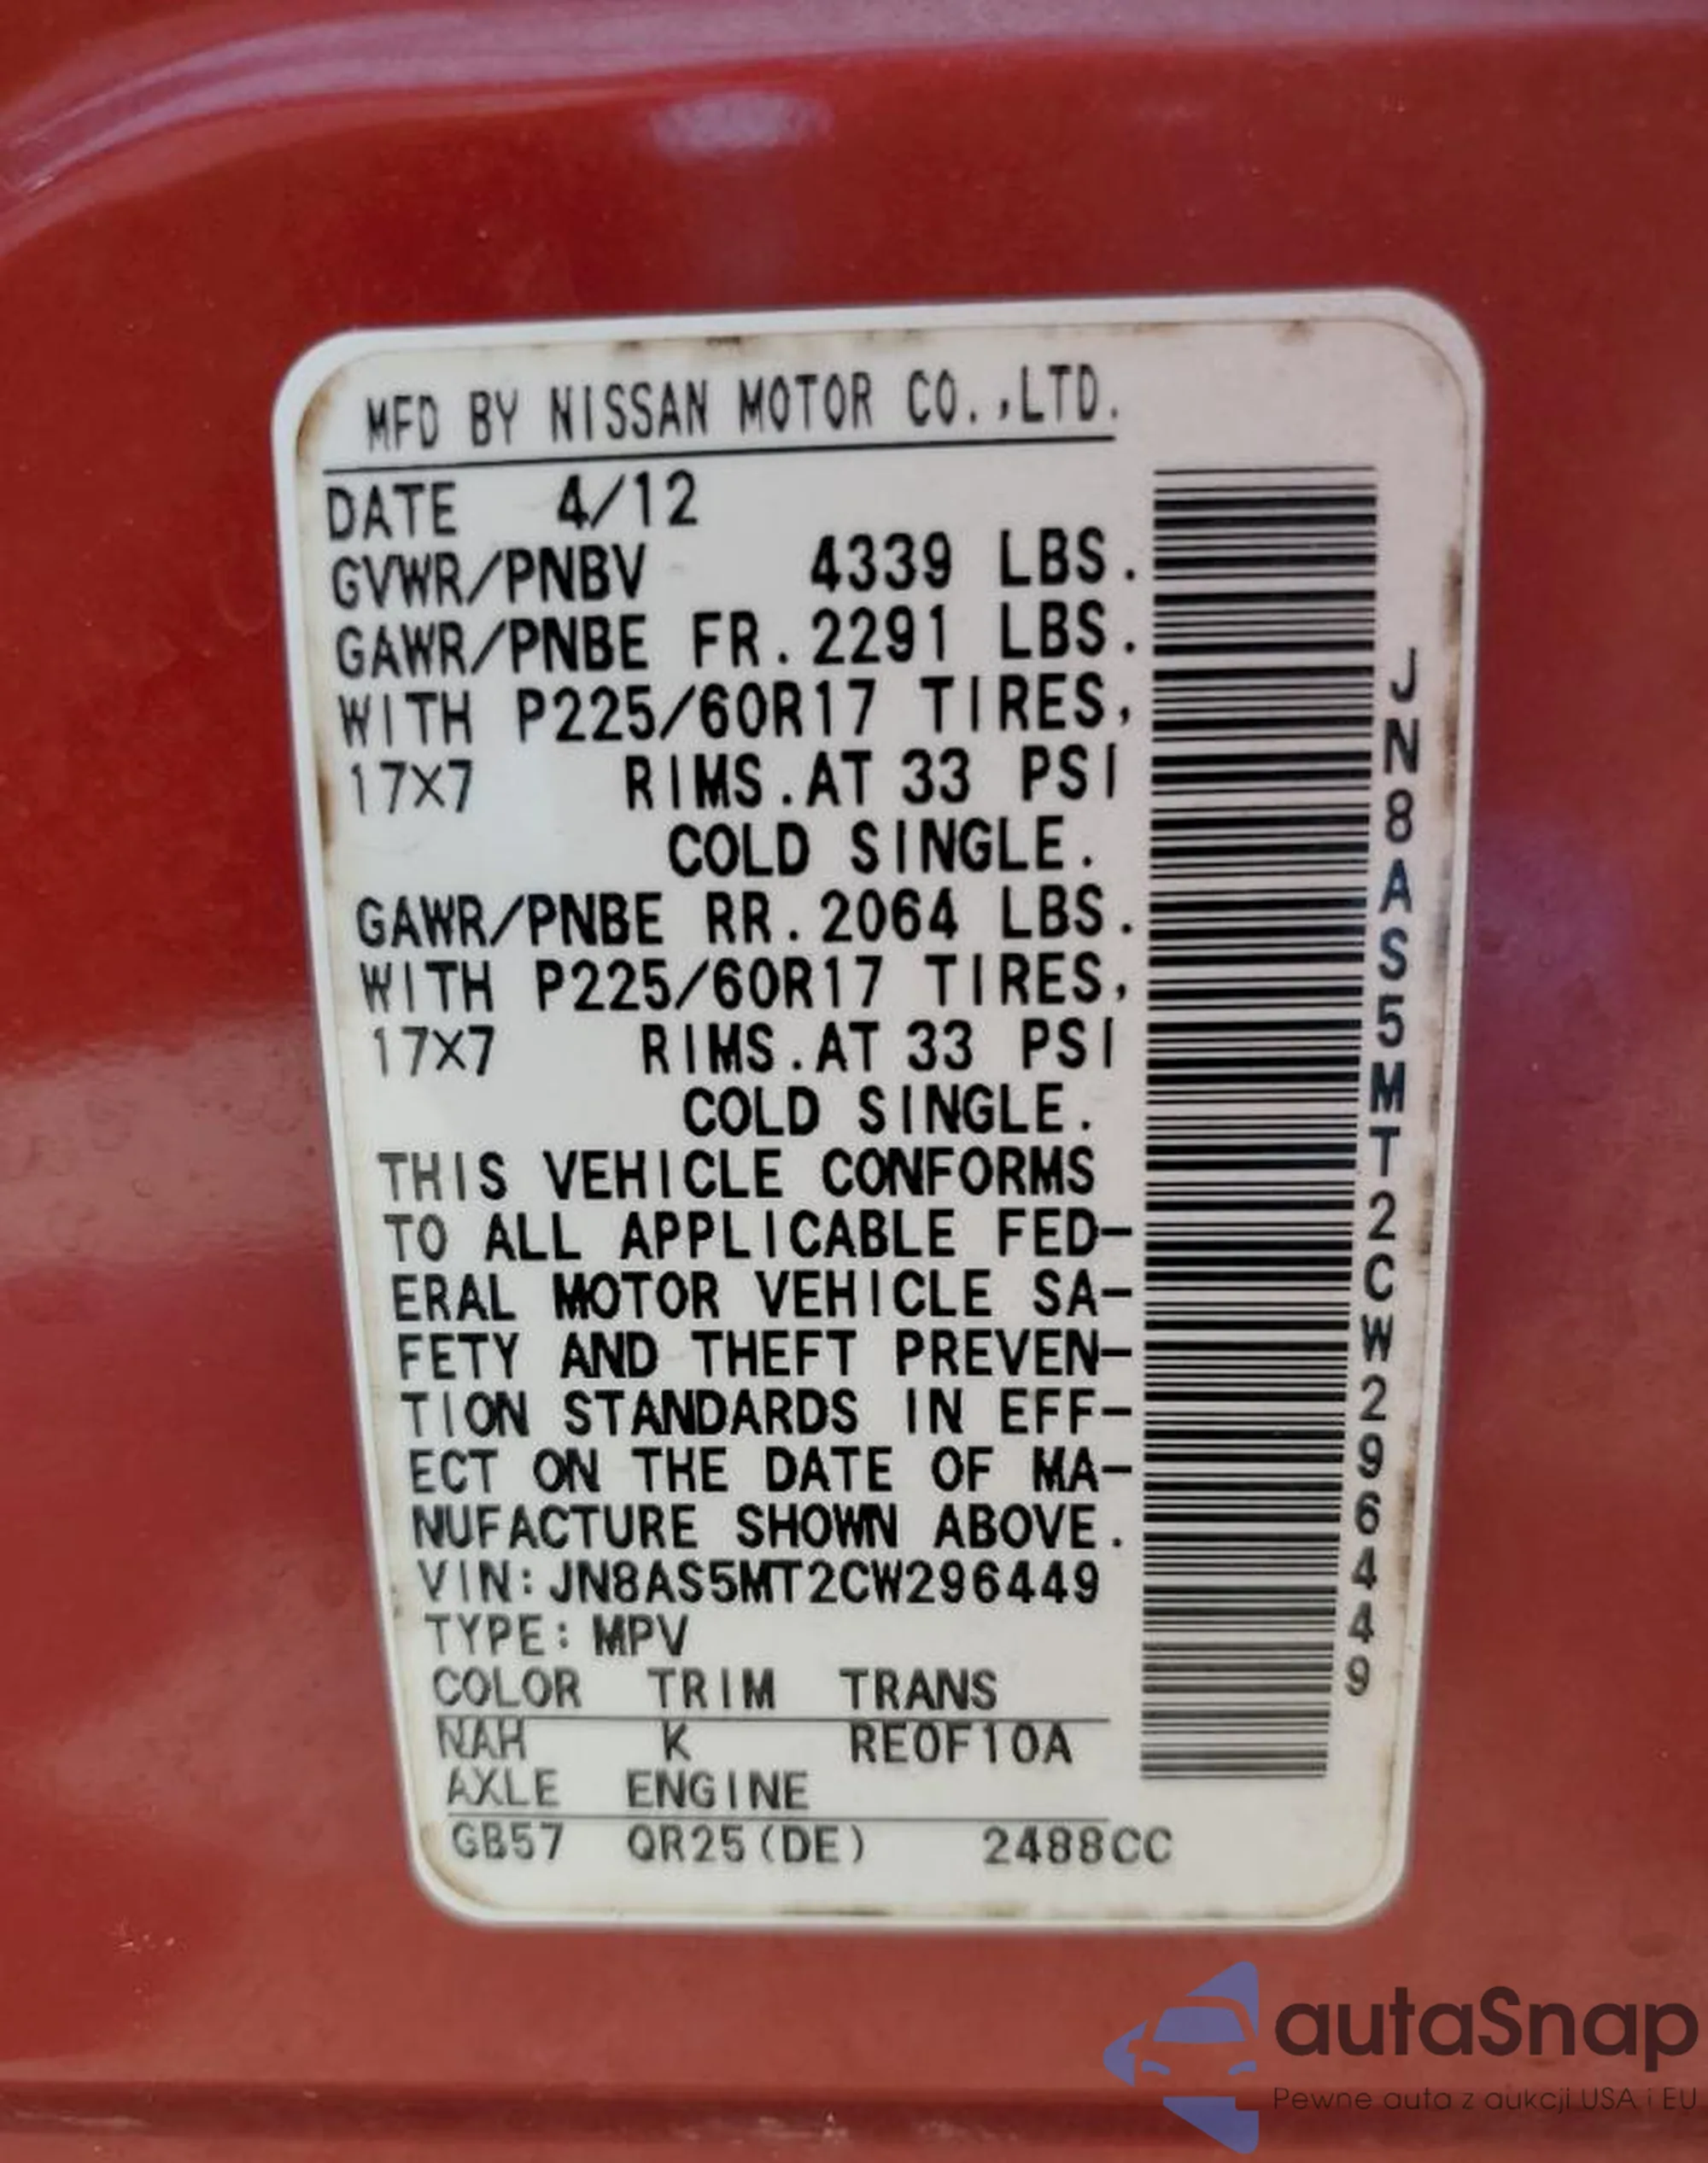 MFD BY NISSAN MOTOR CO.,LTD.
DATE 4/12
GVWR/PNBV 4339 LBS.
GAWR/PNBE FR.2291 LBS.
WITH P225/60R17 TIRES,
17X7 RIMS.AT 33 PSI
COLD SINGLE.
GAWR/PNBE RR.2064 LBS.
WITH P225/60R17 TIRES,
17X7 RIMS.AT 33 PSI
COLD SINGLE.
THIS VEHICLE CONFORMS
TO ALL APPLICABLE FED-
ERAL MOTOR VEHICLE SA-
FETY AND THEFT PREVEN-
TION STANDARDS IN EFF-
ECT ON THE DATE OF MA-
NUFACTURE SHOWN ABOVE.
VIN:JN8AS5MT2CW296449
TYPE:MPV
COLOR TRIM TRANS
NAH K RE0F10A
AXLE ENGINE
GB57 QR25(DE) 2488CC
JN8AS5MT2CW296449
autaSnap
Pewne auta z aukcji USA i EU